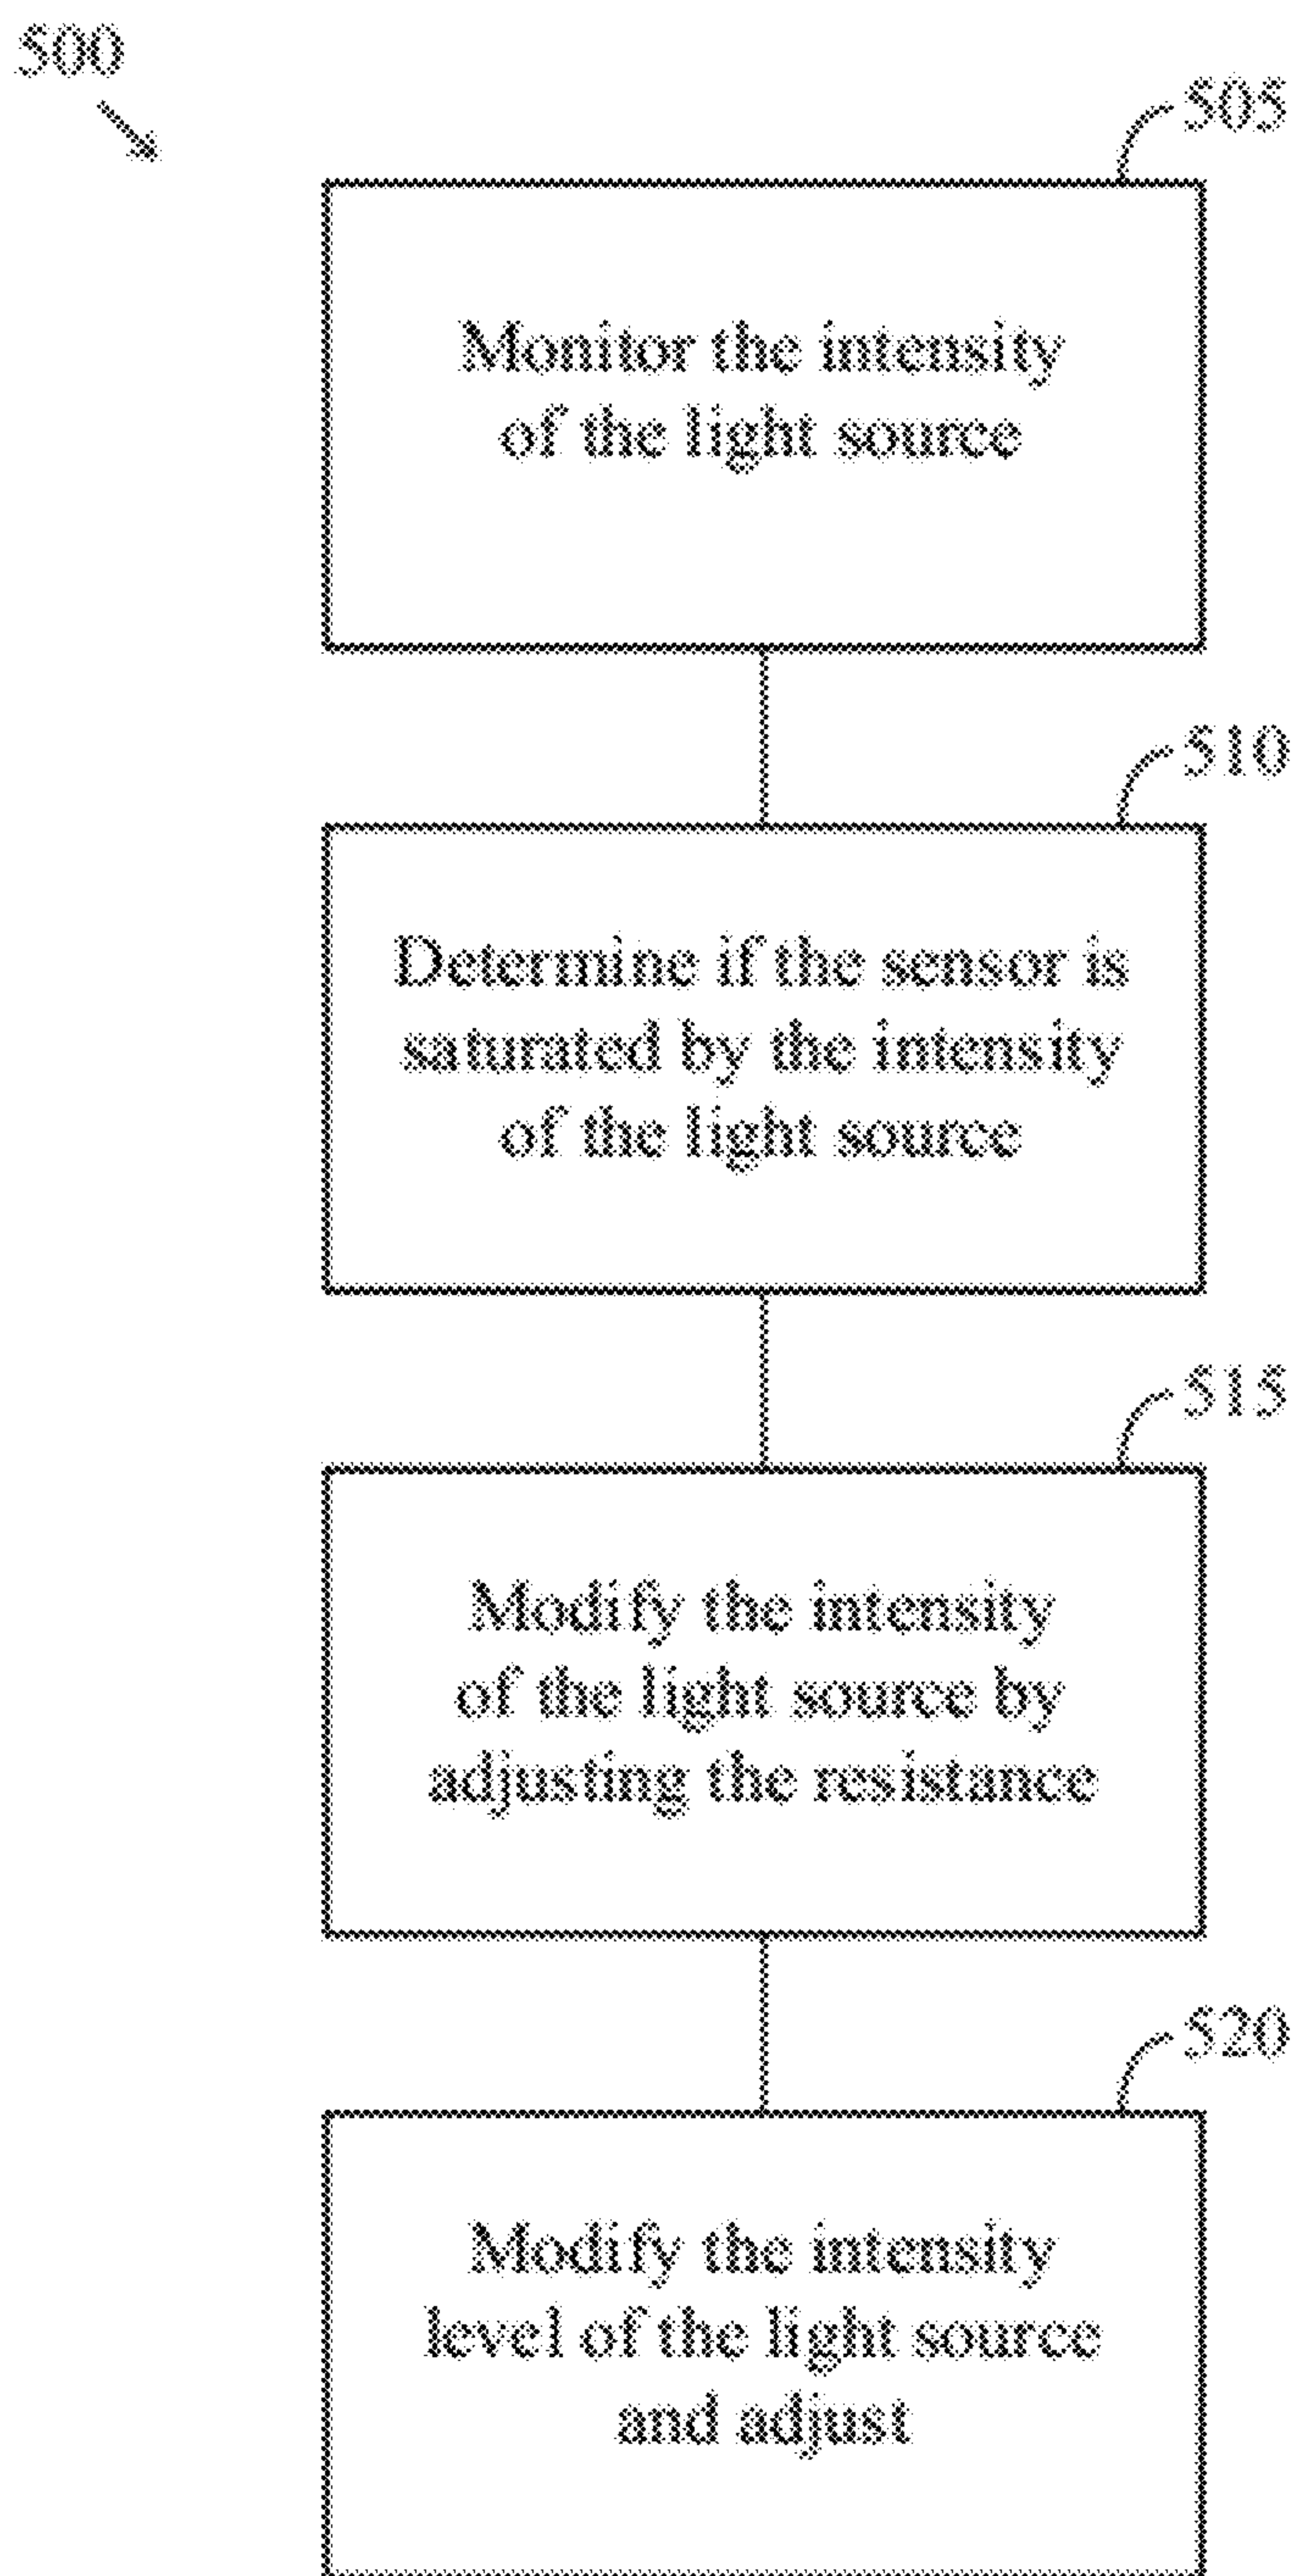 500
505
Monitor the intensity
of the light source
510
Determine if the sensor is
saturated by the intensity
of the light source
515
Modify the intensity
of the light source by
adjusting the resistance
520
Modify the intensity
level of the light source
and adjust